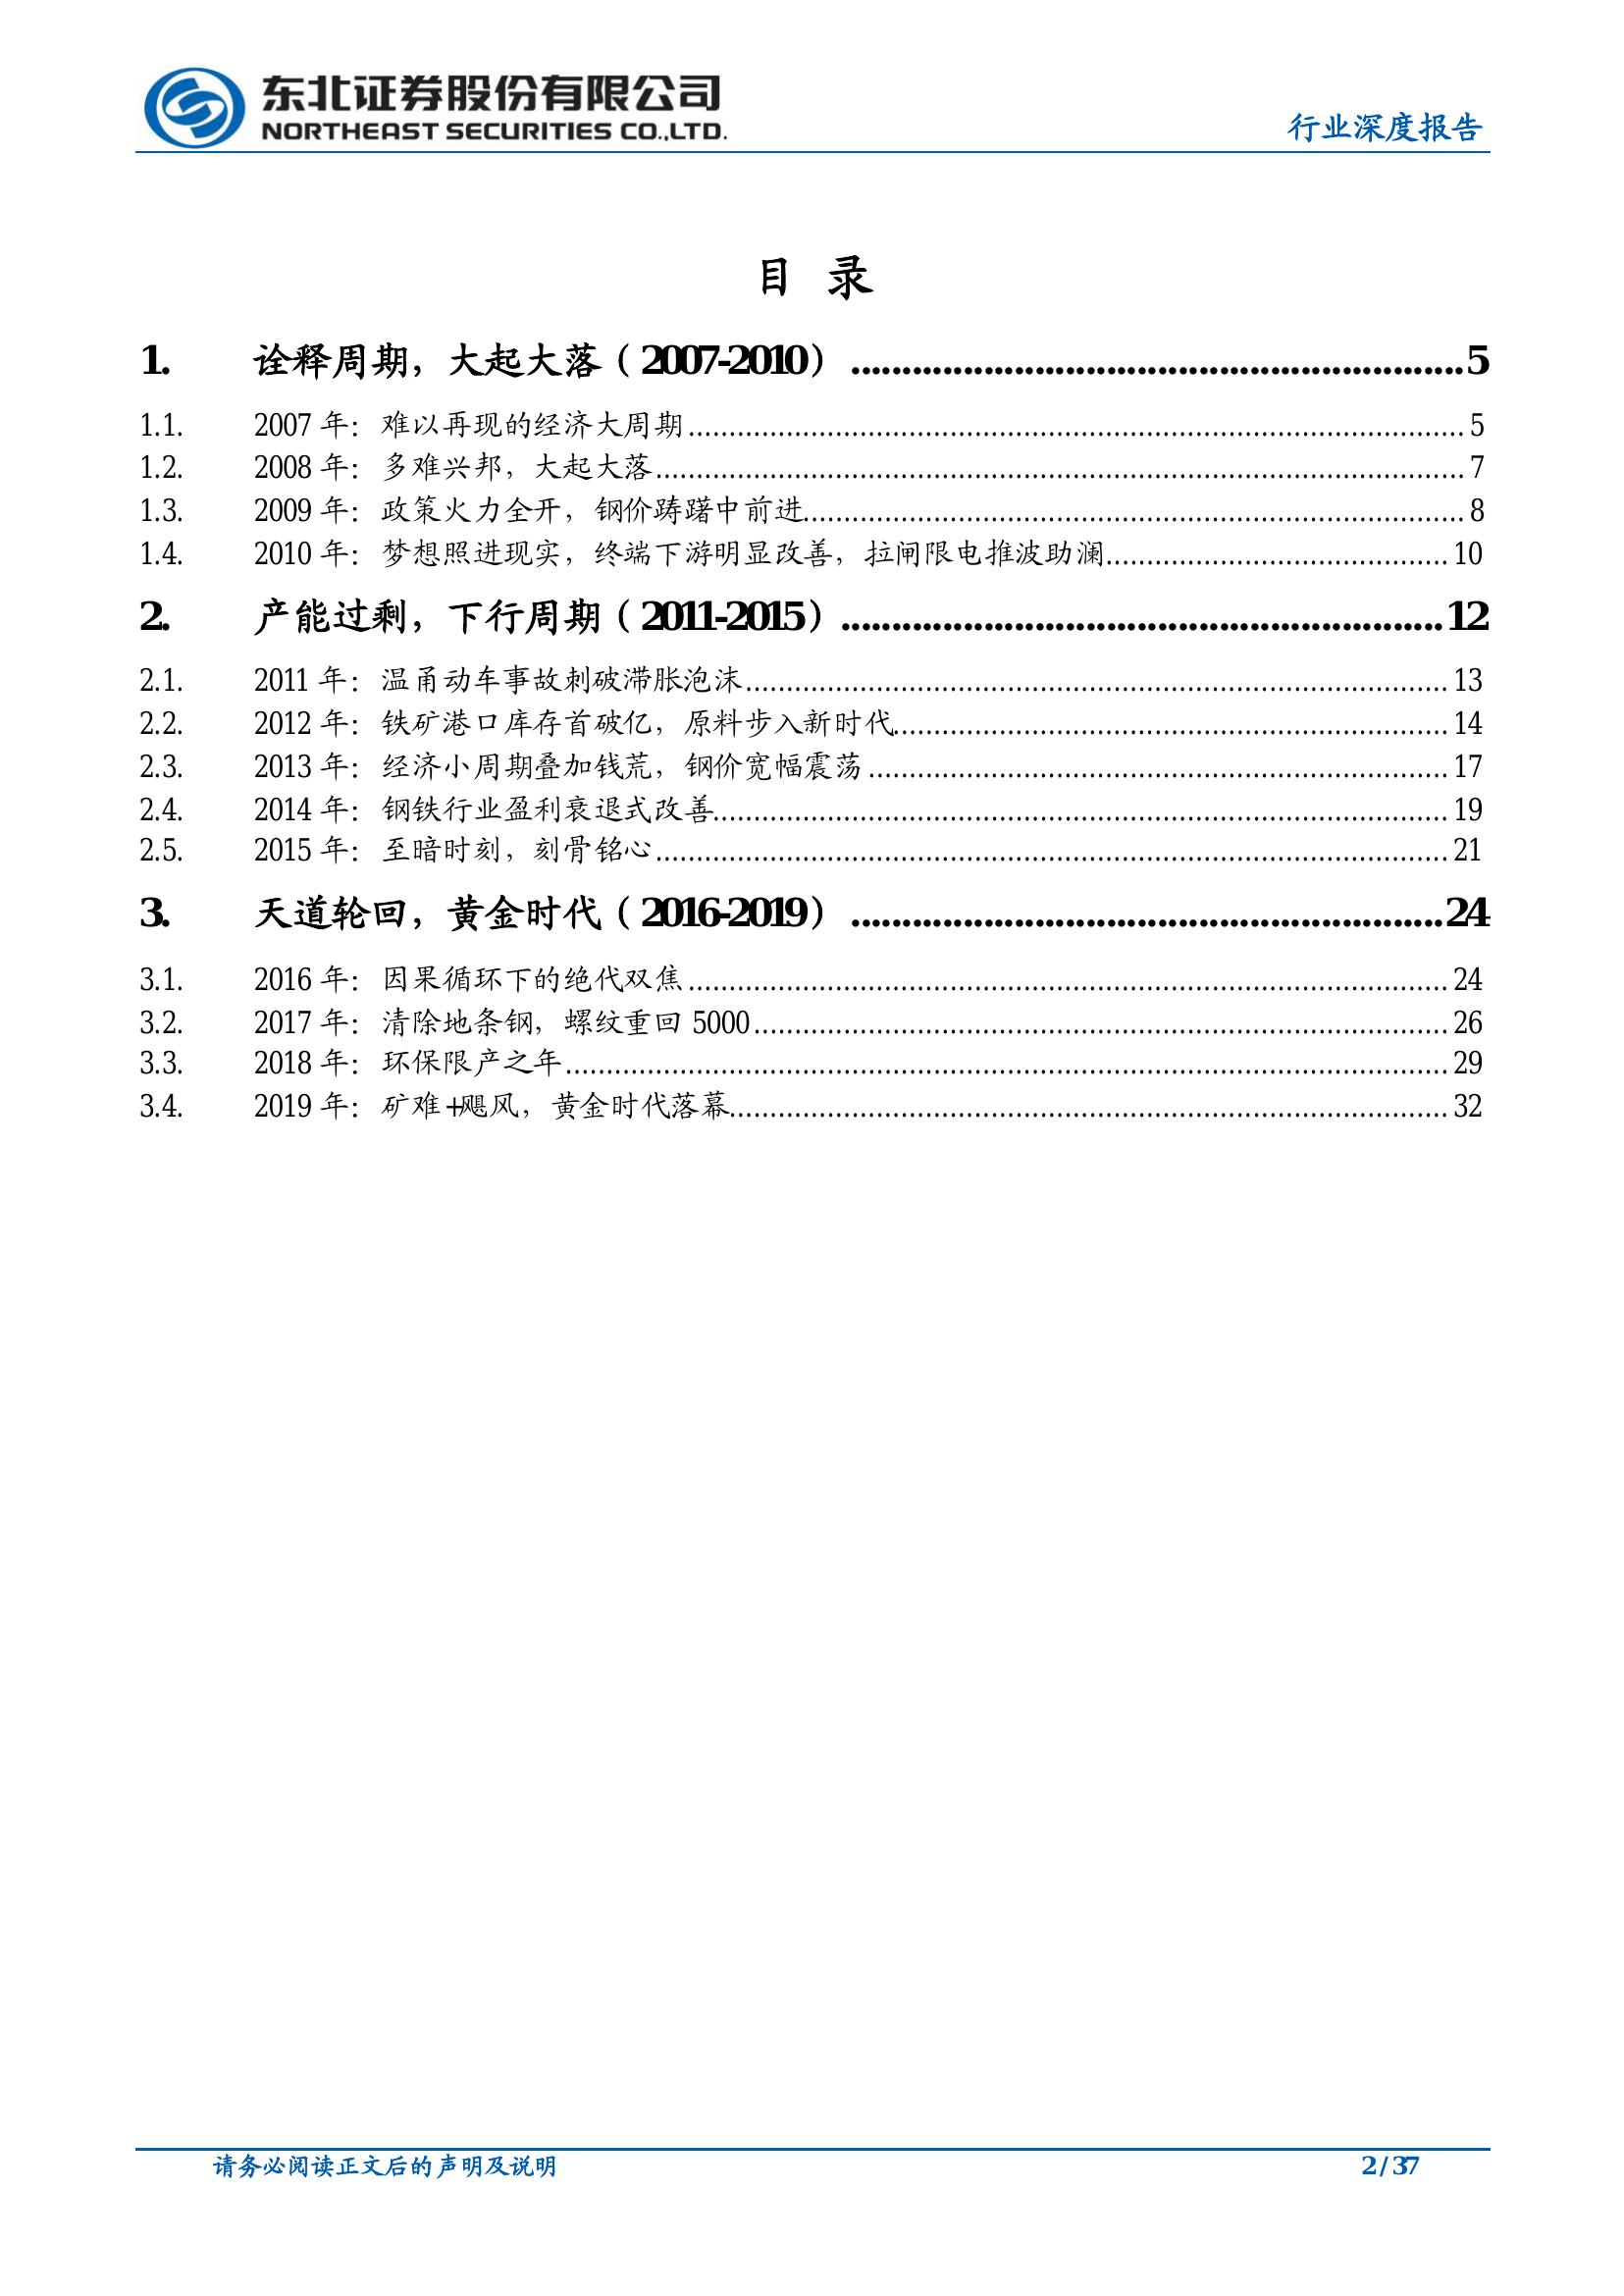 东北证券股份有限公司
NORTHEAST SECURITIES CO.,LTD.
行业深度报告
目 录
1. 诠释周期，大起大落（2007-2010） ............................................................ 5
1.1. 2007 年：难以再现的经济大周期 ............................................................ 5
1.2. 2008 年：多难兴邦，大起大落 ............................................................ 7
1.3. 2009 年：政策火力全开，钢价踌躇中前进 ............................................................ 8
1.4. 2010 年：梦想照进现实，终端下游明显改善，拉闸限电推波助澜 ........................................ 10
2. 产能过剩，下行周期（2011-2015） ............................................................ 12
2.1. 2011 年：温甬动车事故刺破滞胀泡沫 ............................................................ 13
2.2. 2012 年：铁矿港口库存首破亿，原料步入新时代 ............................................................ 14
2.3. 2013 年：经济小周期叠加钱荒，钢价宽幅震荡 ............................................................ 17
2.4. 2014 年：钢铁行业盈利衰退式改善 ............................................................ 19
2.5. 2015 年：至暗时刻，刻骨铭心 ............................................................ 21
3. 天道轮回，黄金时代（2016-2019） ............................................................ 24
3.1. 2016 年：因果循环下的绝代双焦 ............................................................ 24
3.2. 2017 年：清除地条钢，螺纹重回 5000 ............................................................ 26
3.3. 2018 年：环保限产之年 ............................................................ 29
3.4. 2019 年：矿难+飓风，黄金时代落幕 ............................................................ 32
请务必阅读正文后的声明及说明 2 / 37